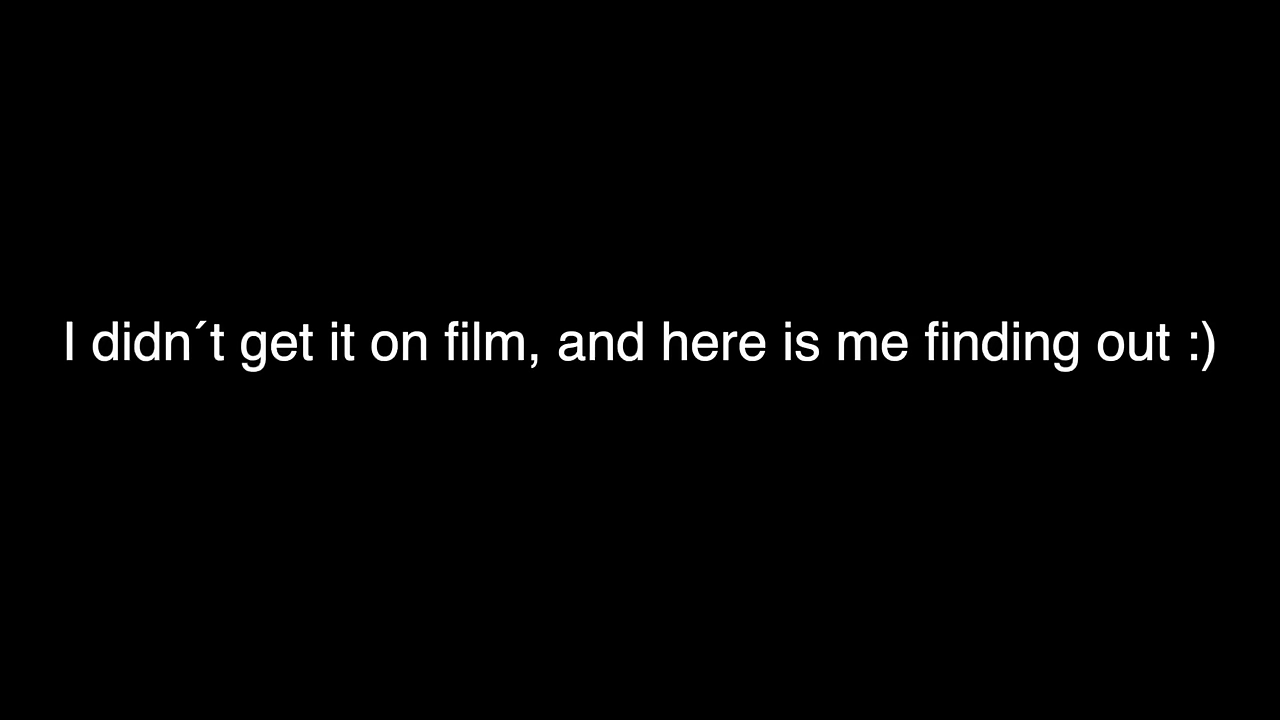 I didn´t get it on film, and here is me finding out :)